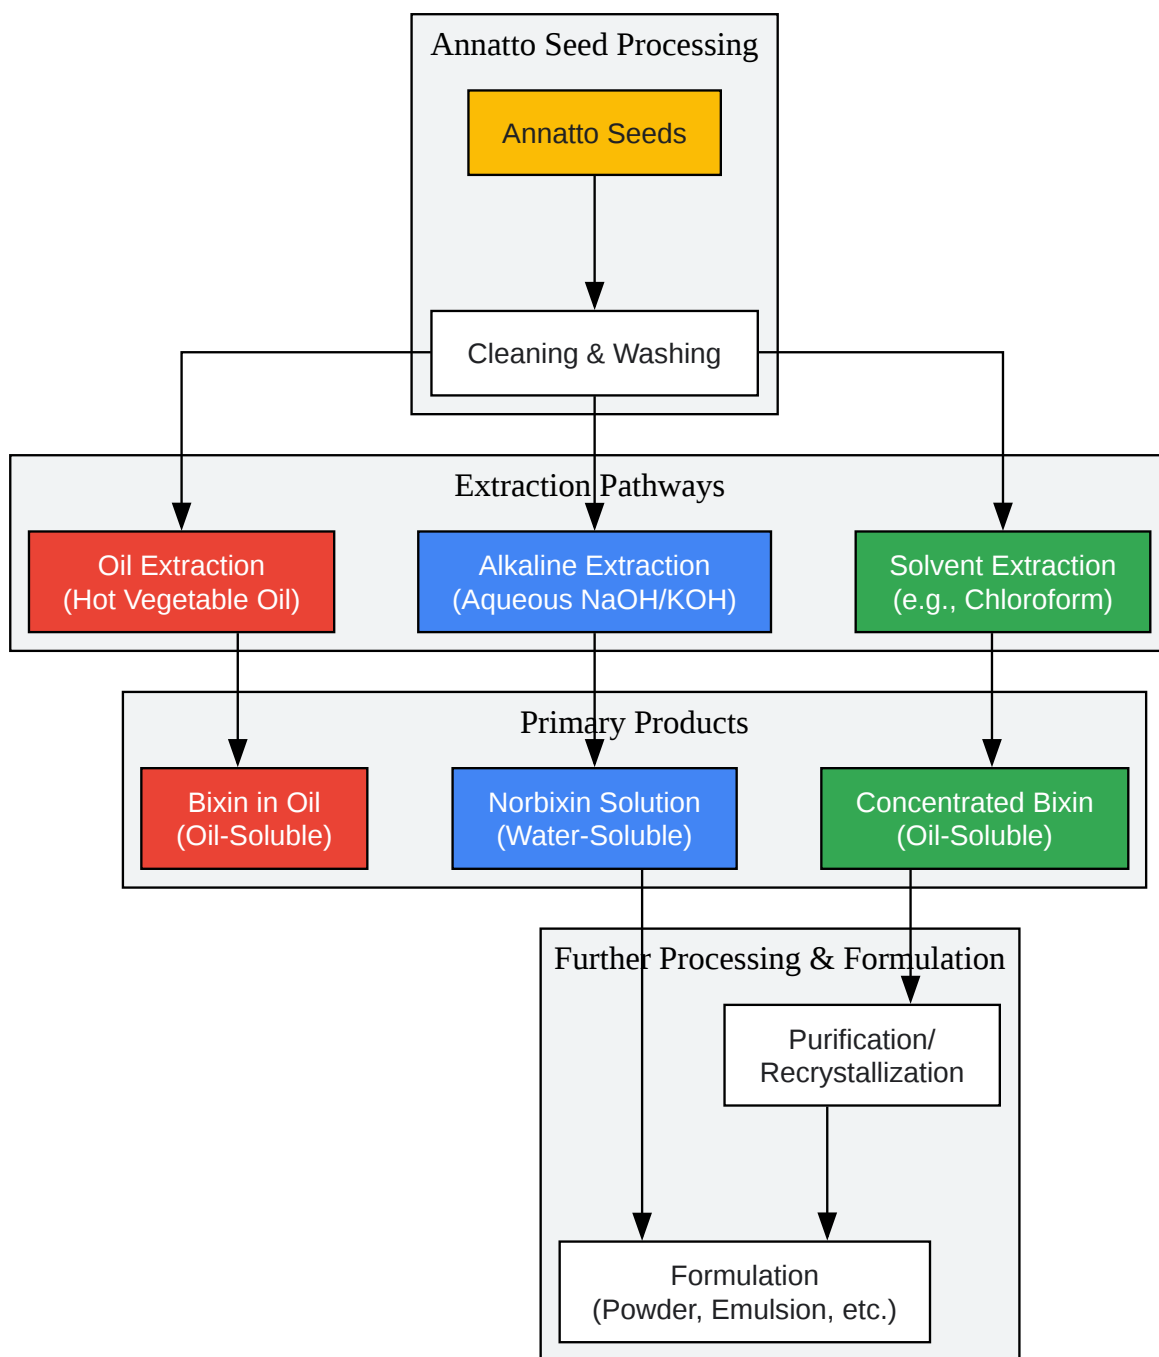 Annatto Seed Processing
Annatto Seeds
Cleaning & Washing
Extraction Pathways
Oil Extraction
(Hot Vegetable Oil)
Alkaline Extraction
(Aqueous NaOH/KOH)
Solvent Extraction
(e.g., Chloroform)
Primary Products
Bixin in Oil
(Oil-Soluble)
Norbixin Solution
(Water-Soluble)
Concentrated Bixin
(Oil-Soluble)
Further Processing & Formulation
Purification/
Recrystallization
Formulation
(Powder, Emulsion, etc.)